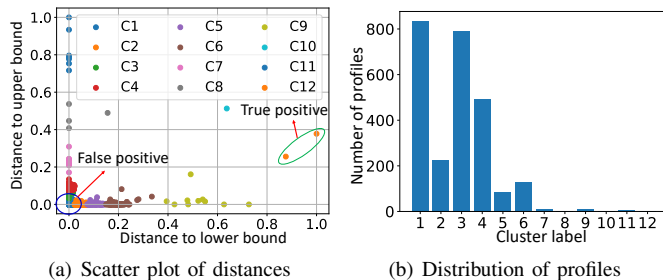 Distance to upper bound
1.0
0.8
0.6
0.4
0.2
0.0
C1
C2
C3
C4
C5
C6
C7
C8
C9
C10
C11
C12
True positive
False positive
0.0 0.2 0.4 0.6 0.8 1.0
Distance to lower bound
(a) Scatter plot of distances
Number of profiles
800
600
400
200
0
1 2 3 4 5 6 7 8 9 10 11 12
Cluster label
(b) Distribution of profiles